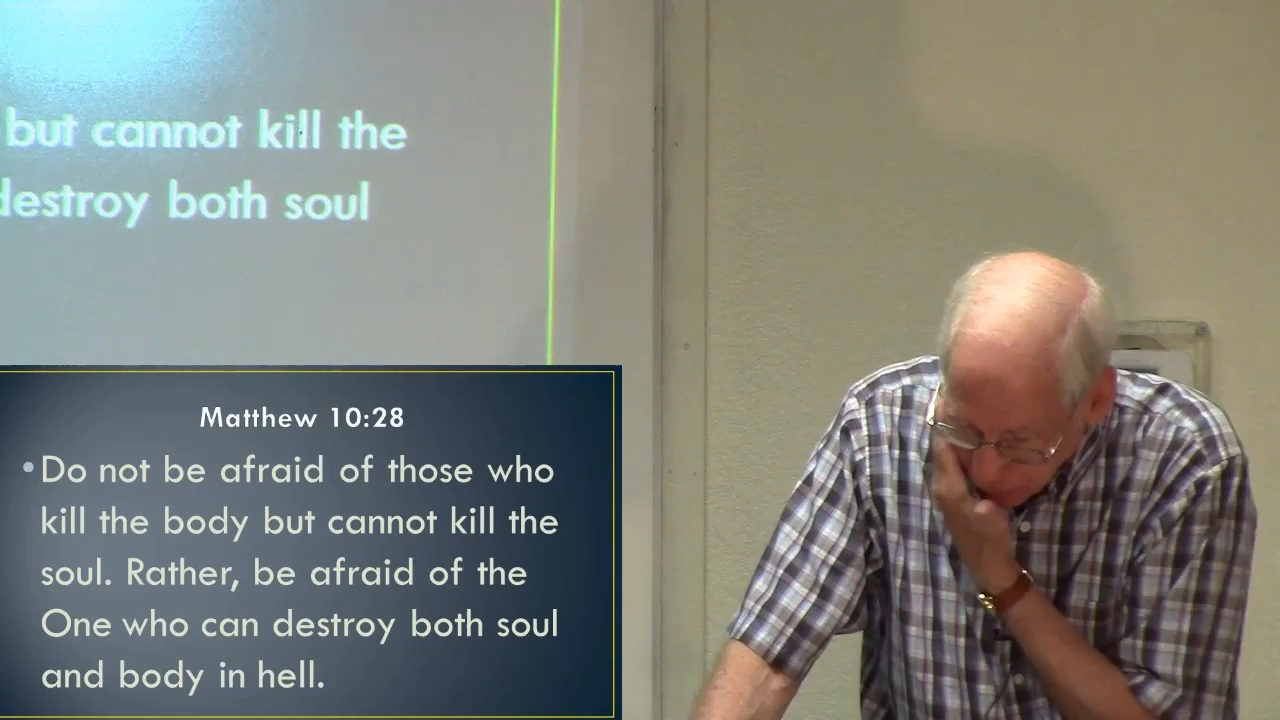 but cannot kill the
destroy both soul
Matthew 10:28
•Do not be afraid of those who
kill the body but cannot kill the
soul. Rather, be afraid of the
One who can destroy both soul
and body in hell.